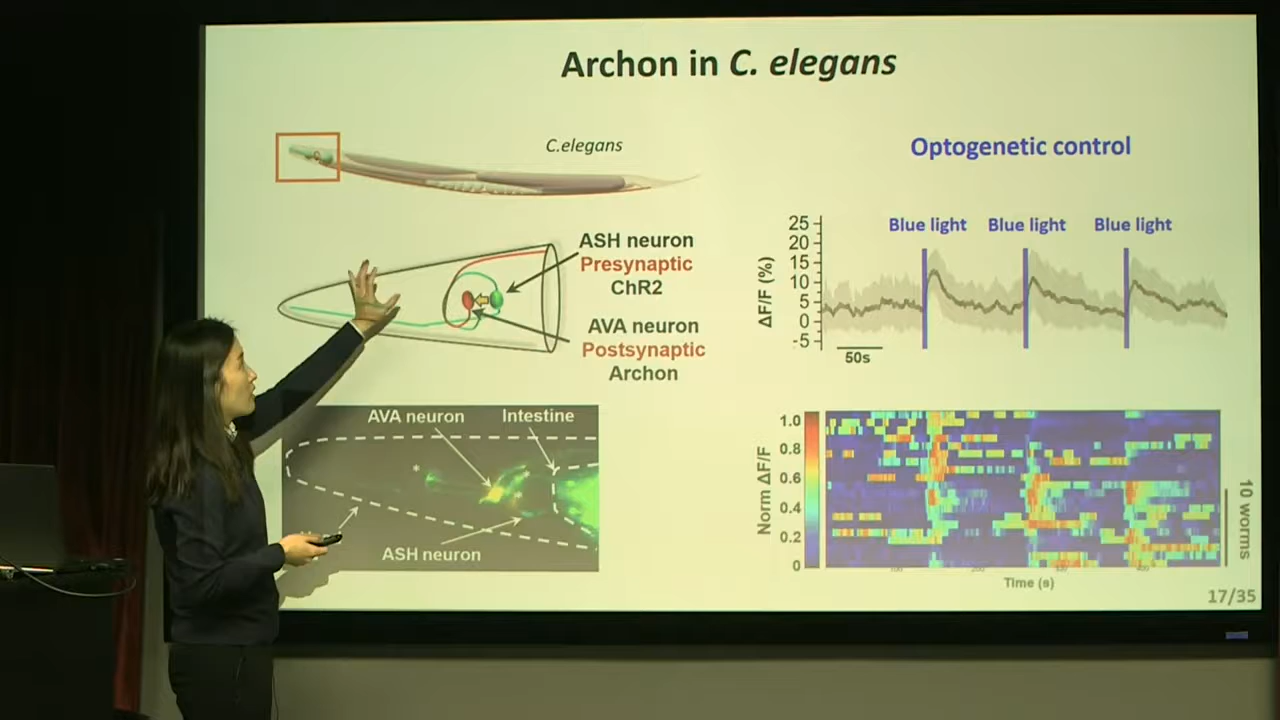 Archon in C. elegans
C.elegans
ASH neuron
Presynaptic
ChR2
AVA neuron
Postsynaptic
Archon
AVA neuron
Intestine
*
ASH neuron
Optogenetic control
Blue light
Blue light
Blue light
ΔF/F (%)
25
20
15
10
5
0
-5
50s
Norm ΔF/F
1.0
0.8
0.6
0.4
0.2
0
10 worms
Time (s)
17/35